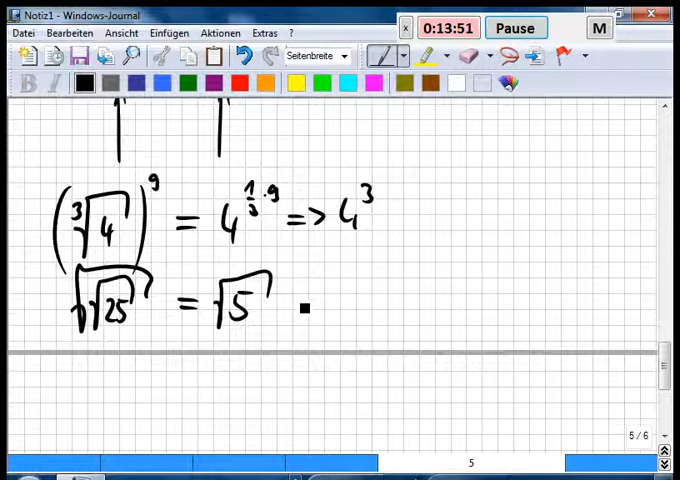 Notiz1 - Windows-Journal
x 0:13:51 Pause M
Datei Bearbeiten Ansicht Einfügen Aktionen Extras ?
Seitenbreite
B I
(³√4)⁹ = 4^(1/3·9) => 4³
√√25 = √5
5 / 6
5